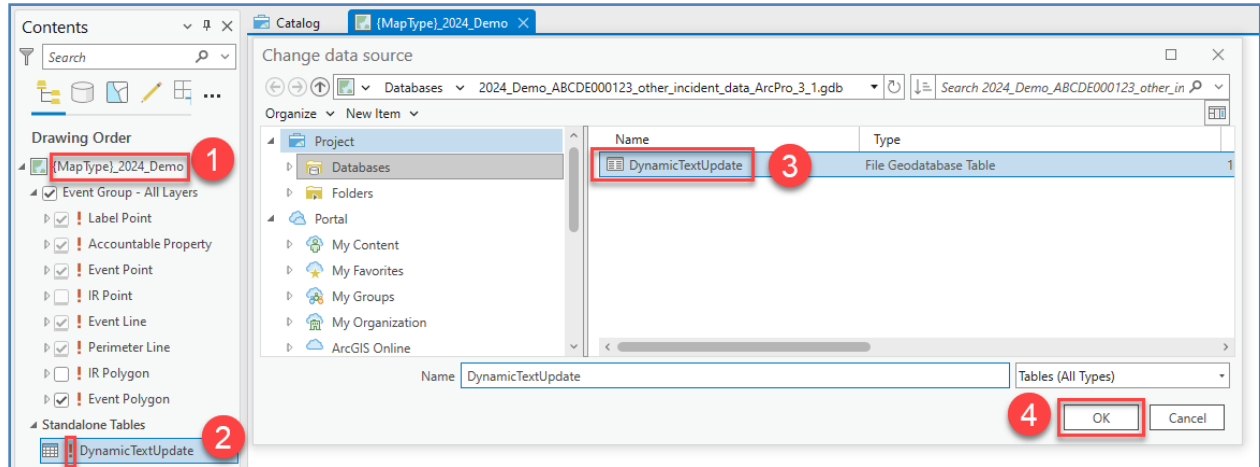 Contents
Search
Drawing Order
{MapType}_2024_Demo
1
Event Group - All Layers
! Label Point
! Accountable Property
! Event Point
! IR Point
! Event Line
! Perimeter Line
! IR Polygon
! Event Polygon
Standalone Tables
2
! DynamicTextUpdate
Catalog
{MapType}_2024_Demo
Change data source
Databases 2024_Demo_ABCDE000123_other_incident_data_ArcPro_3_1.gdb
Search 2024_Demo_ABCDE000123_other_in
Organize New Item
Project
Databases
Folders
Portal
My Content
My Favorites
My Groups
My Organization
ArcGIS Online
Name Type
DynamicTextUpdate 3 File Geodatabase Table 1
Name DynamicTextUpdate Tables (All Types)
4 OK Cancel